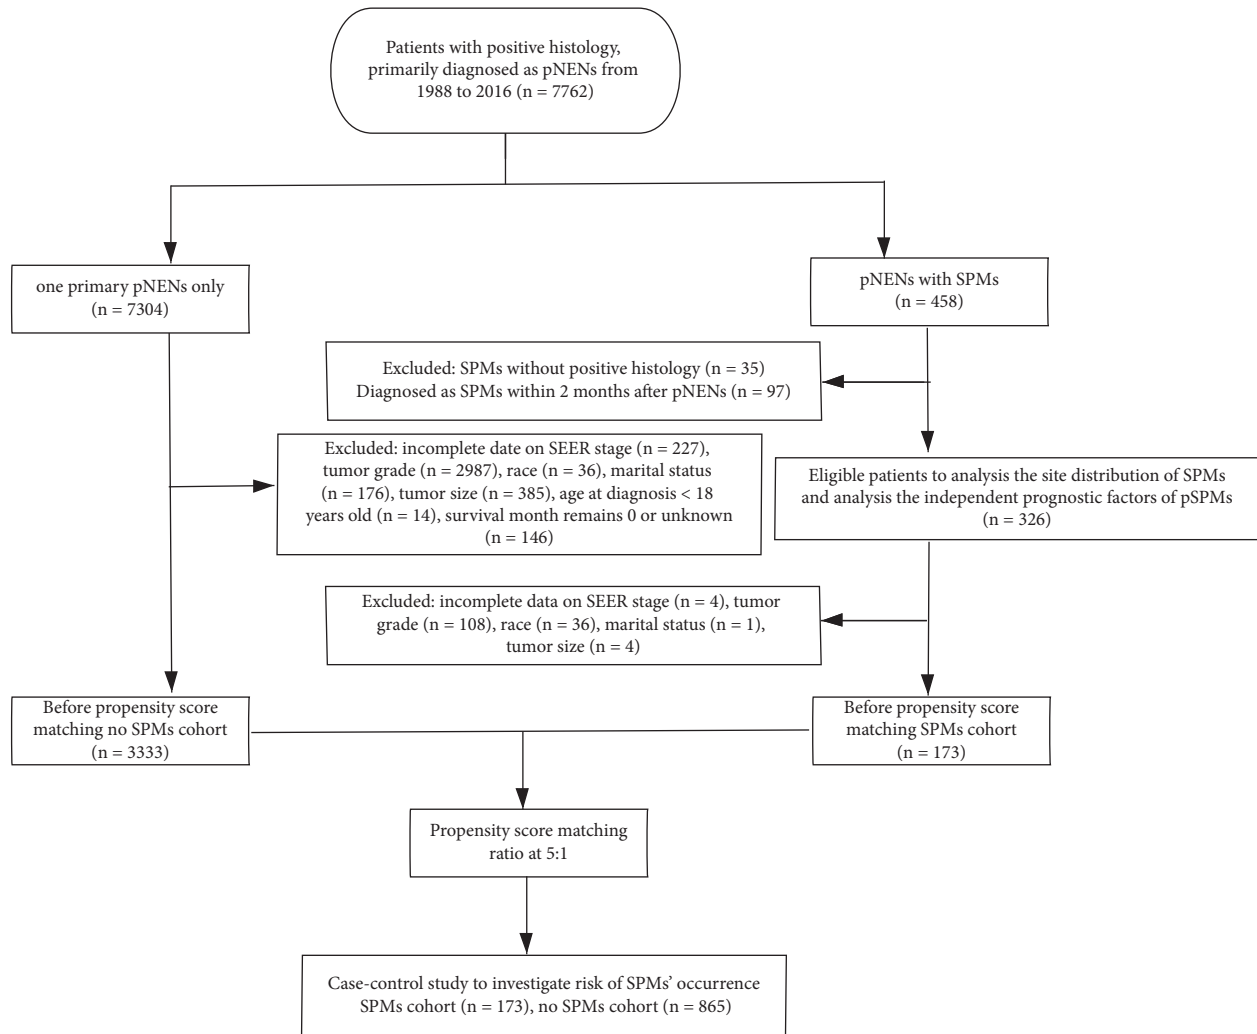 Patients with positive histology,
primarily diagnosed as pNENs from
1988 to 2016 (n = 7762)
one primary pNENs only
(n = 7304)
pNENs with SPMs
(n = 458)
Excluded: SPMs without positive histology (n = 35)
Diagnosed as SPMs within 2 months after pNENs (n = 97)
Excluded: incomplete date on SEER stage (n = 227),
tumor grade (n = 2987), race (n = 36), marital status
(n = 176), tumor size (n = 385), age at diagnosis < 18
years old (n = 14), survival month remains 0 or unknown
(n = 146)
Eligible patients to analysis the site distribution of SPMs
and analysis the independent prognostic factors of pSPMs
(n = 326)
Excluded: incomplete data on SEER stage (n = 4), tumor
grade (n = 108), race (n = 36), marital status (n = 1),
tumor size (n = 4)
Before propensity score
matching no SPMs cohort
(n = 3333)
Before propensity score
matching SPMs cohort
(n = 173)
Propensity score matching
ratio at 5:1
Case-control study to investigate risk of SPMs' occurrence
SPMs cohort (n = 173), no SPMs cohort (n = 865)